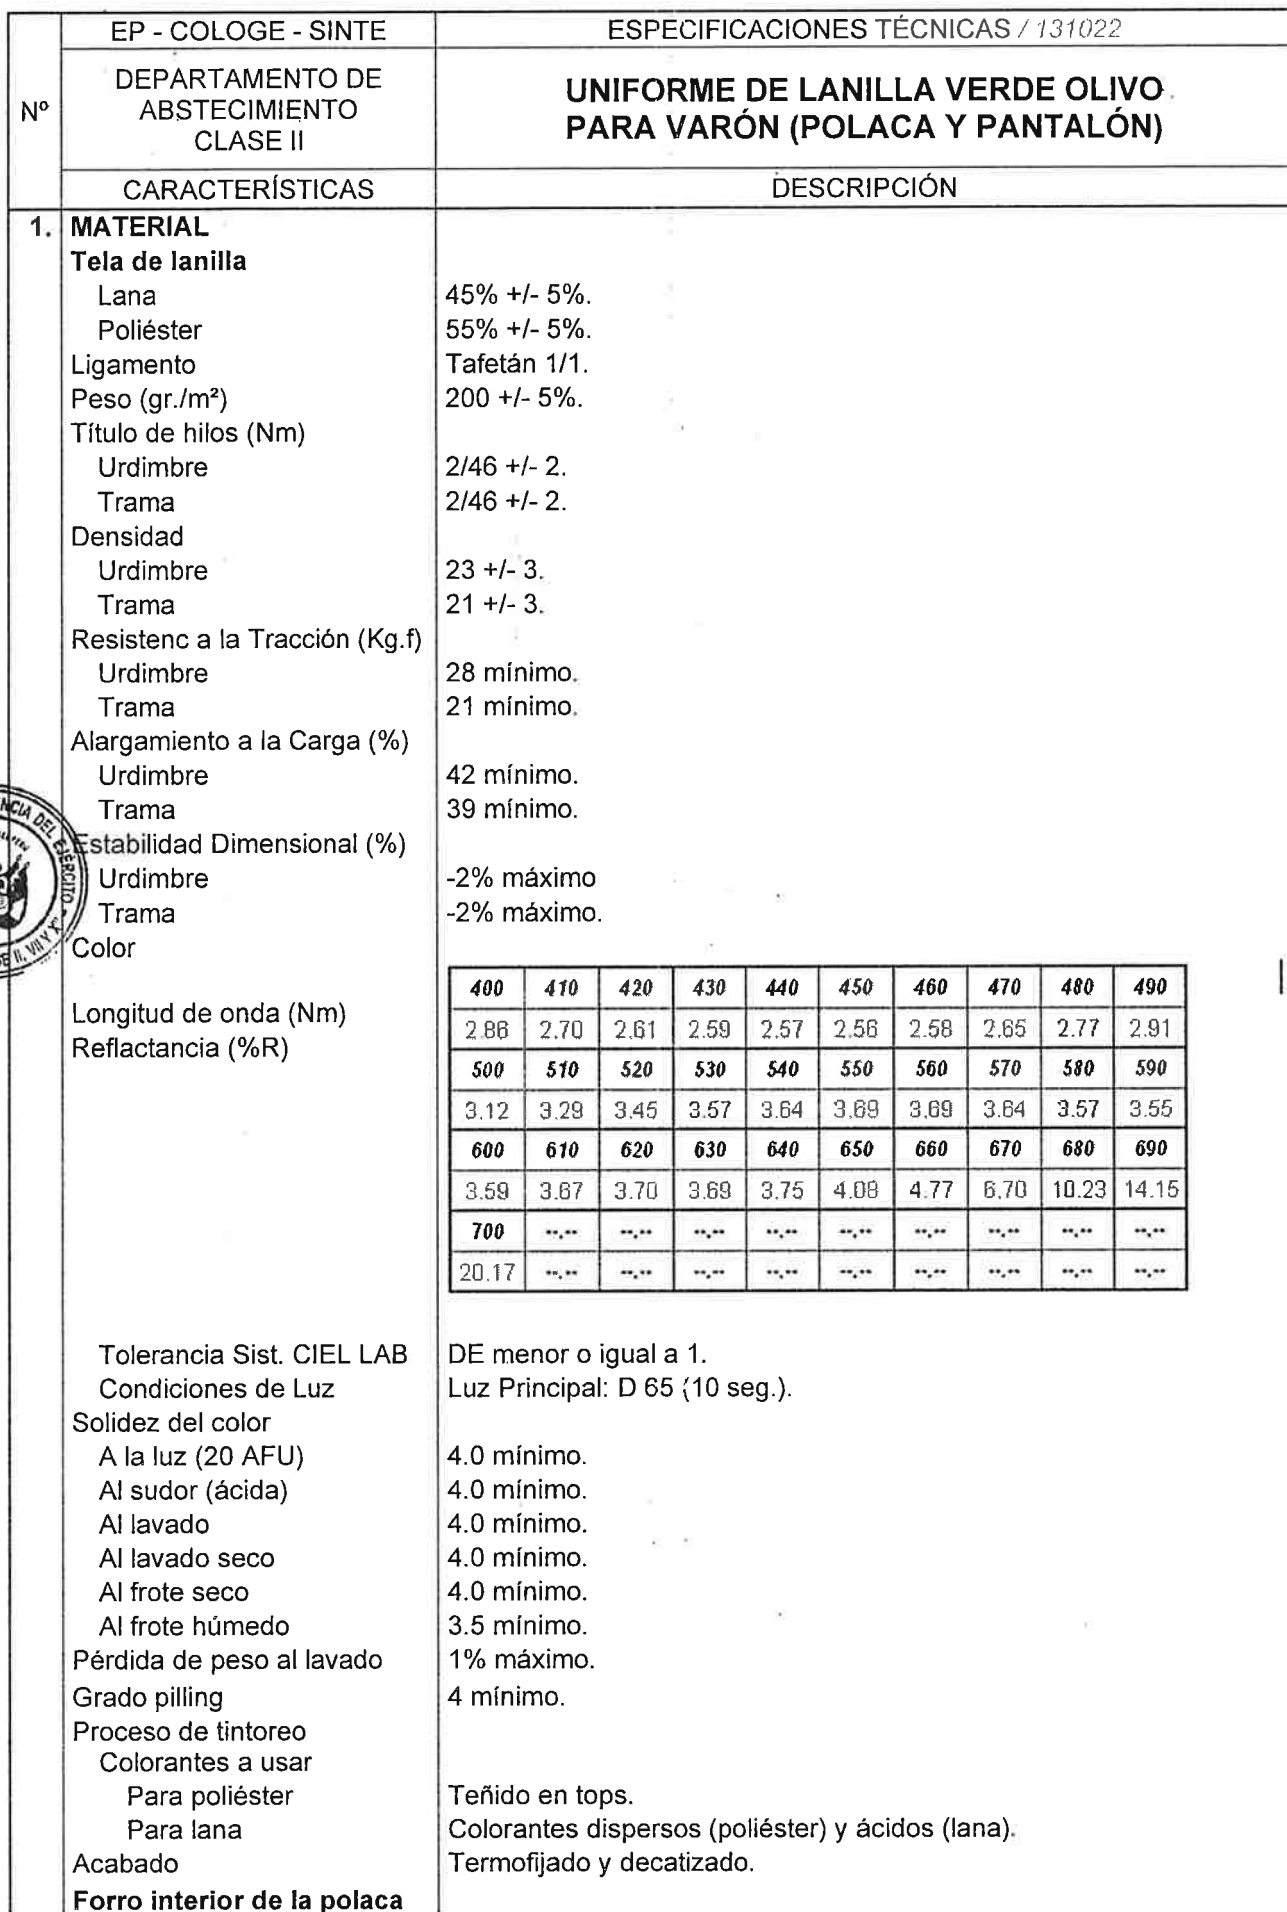 EP - COLOGE - SINTE ESPECIFICACIONES TÉCNICAS / 131022
Nº DEPARTAMENTO DE ABSTECIMIENTO CLASE II UNIFORME DE LANILLA VERDE OLIVO PARA VARÓN (POLACA Y PANTALÓN)
CARACTERÍSTICAS DESCRIPCIÓN
1. MATERIAL
Tela de lanilla
Lana 45% +/- 5%.
Poliéster 55% +/- 5%.
Ligamento Tafetán 1/1.
Peso (gr./m²) 200 +/- 5%.
Título de hilos (Nm)
Urdimbre 2/46 +/- 2.
Trama 2/46 +/- 2.
Densidad
Urdimbre 23 +/- 3.
Trama 21 +/- 3.
Resistenc a la Tracción (Kg.f)
Urdimbre 28 mínimo.
Trama 21 mínimo.
Alargamiento a la Carga (%)
Urdimbre 42 mínimo.
Trama 39 mínimo.
Estabilidad Dimensional (%)
Urdimbre -2% máximo
Trama -2% máximo.
Color
Longitud de onda (Nm)
Reflactancia (%R)
400 410 420 430 440 450 460 470 480 490
2.86 2.70 2.61 2.59 2.57 2.56 2.58 2.65 2.77 2.91
500 510 520 530 540 550 560 570 580 590
3.12 3.29 3.45 3.57 3.64 3.69 3.69 3.64 3.57 3.55
600 610 620 630 640 650 660 670 680 690
3.59 3.67 3.70 3.69 3.75 4.08 4.77 6.70 10.23 14.15
700 --.-- --.-- --.-- --.-- --.-- --.-- --.-- --.-- --.--
20.17 --.-- --.-- --.-- --.-- --.-- --.-- --.-- --.-- --.--
Tolerancia Sist. CIEL LAB DE menor o igual a 1.
Condiciones de Luz Luz Principal: D 65 (10 seg.).
Solidez del color
A la luz (20 AFU) 4.0 mínimo.
Al sudor (ácida) 4.0 mínimo.
Al lavado 4.0 mínimo.
Al lavado seco 4.0 mínimo.
Al frote seco 4.0 mínimo.
Al frote húmedo 3.5 mínimo.
Pérdida de peso al lavado 1% máximo.
Grado pilling 4 mínimo.
Proceso de tintoreo
Colorantes a usar
Para poliéster Teñido en tops.
Para lana Colorantes dispersos (poliéster) y ácidos (lana).
Acabado Termofijado y decatizado.
Forro interior de la polaca
DEL EJÉRCITO
II, VII Y X